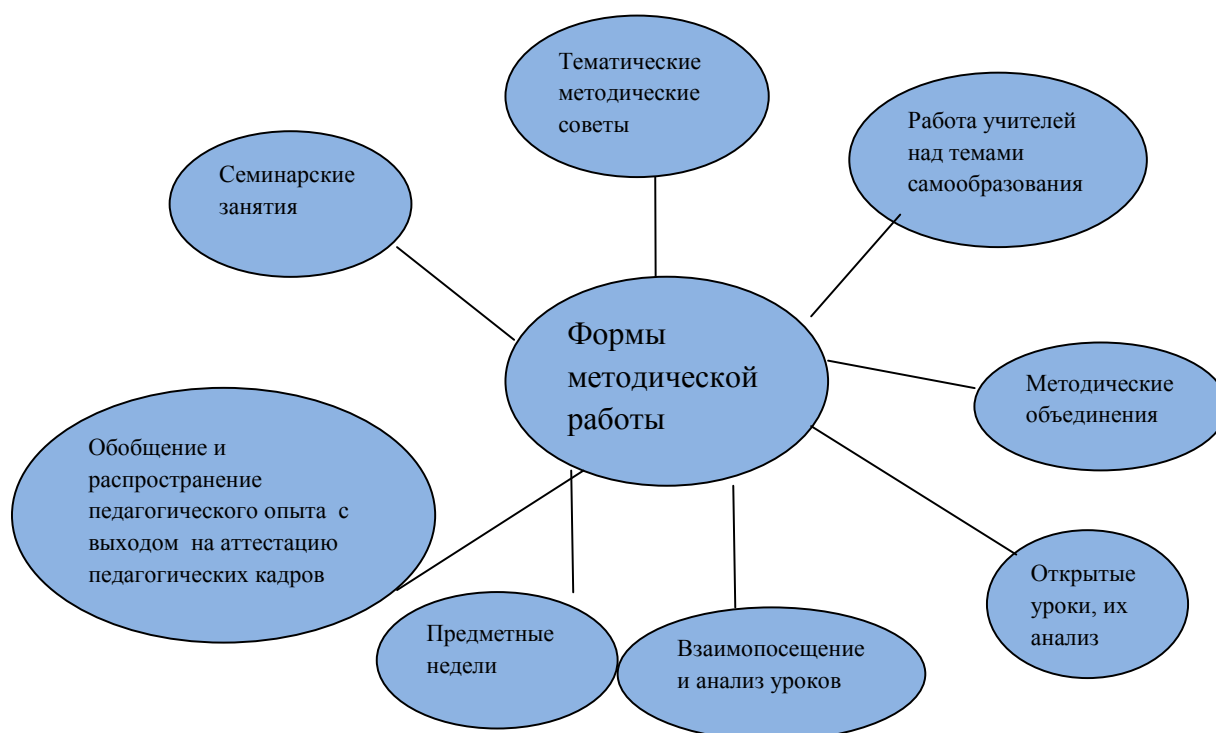 Тематические
методические
советы
Работа учителей
над темами
самообразования
Семинарские
занятия
Формы
методической
работы
Методические
объединения
Обобщение и
распространение
педагогического опыта  с
выходом  на аттестацию
педагогических кадров
Открытые
уроки, их
анализ
Предметные
недели
Взаимопосещение
и анализ уроков